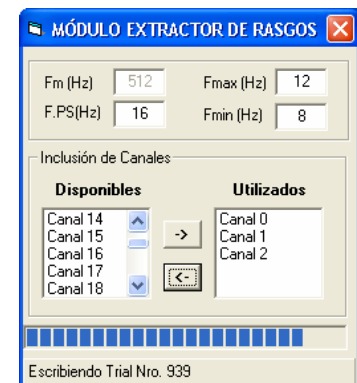 MÓDULO EXTRACTOR DE RASGOS
Fm (Hz) 512 Fmax (Hz) 12
F.PS(Hz) 16 Fmin (Hz) 8
Inclusión de Canales
Disponibles Utilizados
Canal 14 Canal 0
Canal 15 -> Canal 1
Canal 16 Canal 2
Canal 17 <-
Canal 18
Escribiendo Trial Nro. 939